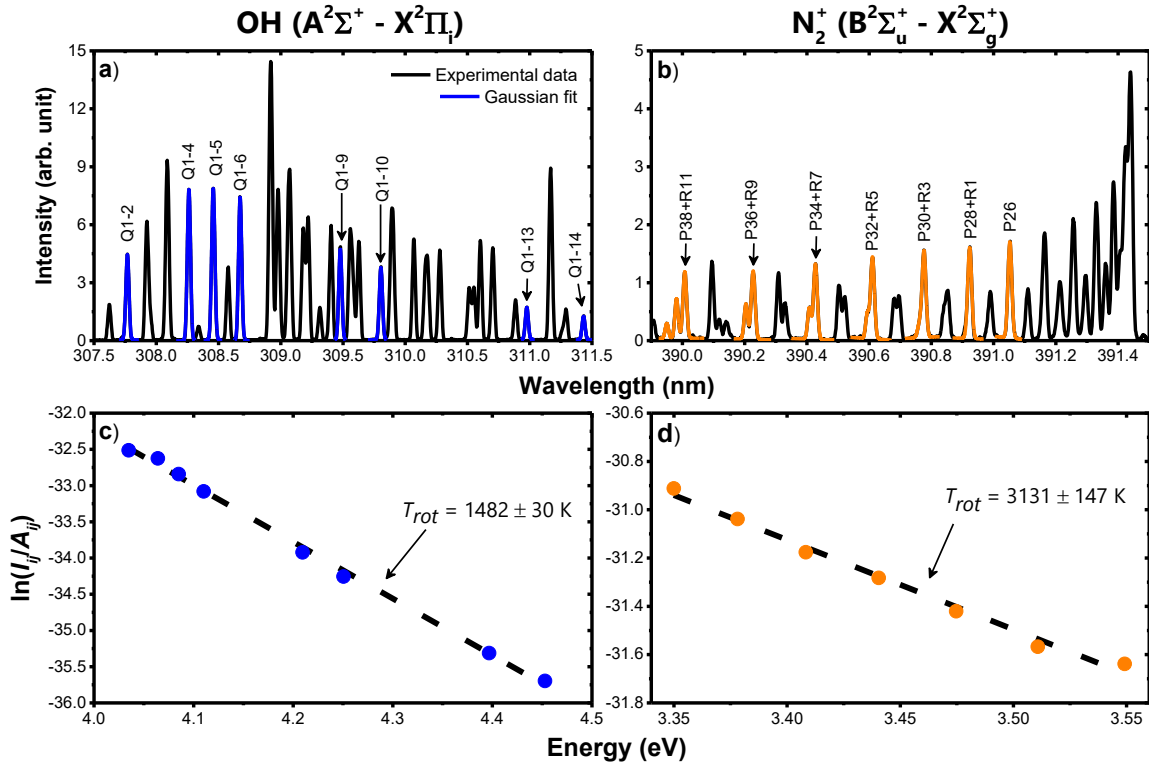 OH (A²Σ⁺ - X²Πᵢ)
N₂⁺ (B²Σᵤ⁺ - X²Σg⁺)
a)
Experimental data
Gaussian fit
Q1-2
Q1-4
Q1-5
Q1-6
Q1-9
Q1-10
Q1-13
Q1-14
15
12
9
6
3
0
Intensity (arb. unit)
307.5 308.0 308.5 309.0 309.5 310.0 310.5 311.0 311.5
b)
P38+R11
P36+R9
P34+R7
P32+R5
P30+R3
P28+R1
P26
5
4
3
2
1
0
390.0 390.2 390.4 390.6 390.8 391.0 391.2 391.4
Wavelength (nm)
c)
Trot = 1482 ± 30 K
-32.0
-32.5
-33.0
-33.5
-34.0
-34.5
-35.0
-35.5
-36.0
ln(Iij/Aij)
4.0 4.1 4.2 4.3 4.4 4.5
d)
Trot = 3131 ± 147 K
-30.6
-30.8
-31.0
-31.2
-31.4
-31.6
-31.8
3.35 3.40 3.45 3.50 3.55
Energy (eV)